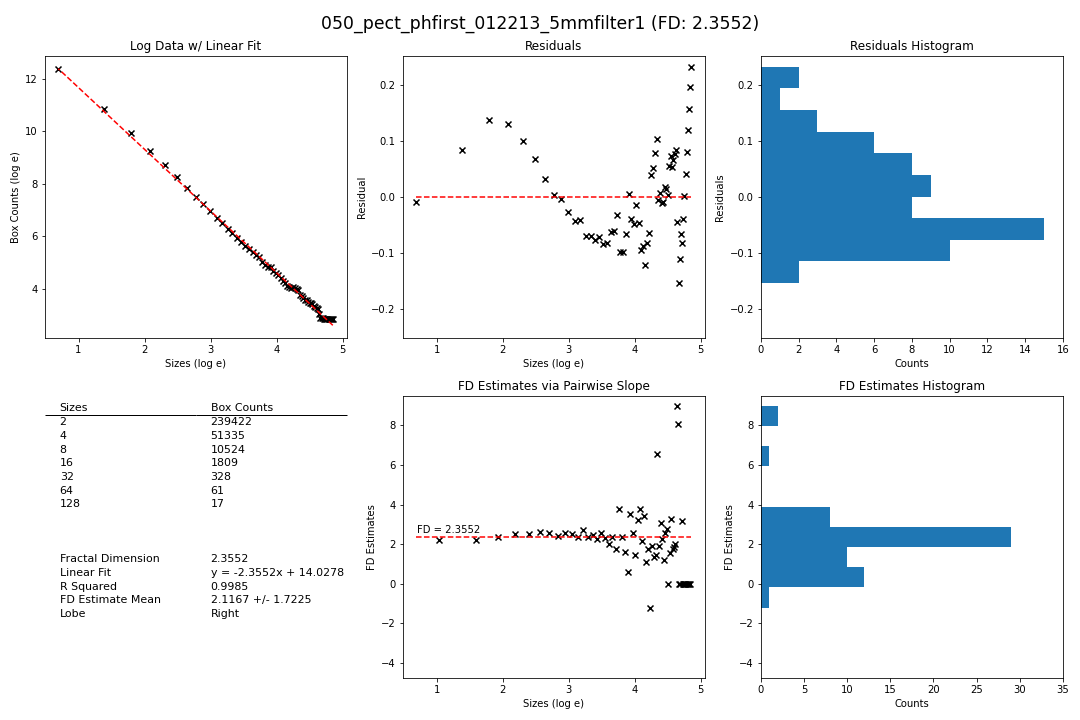 050_pect_phfirst_012213_5mmfilter1 (FD: 2.3552)
Log Data w/ Linear Fit
Box Counts (log e)
12
10
8
6
4
1 2 3 4 5
Sizes (log e)
Residuals
Residual
0.2
0.1
0.0
−0.1
−0.2
1 2 3 4 5
Sizes (log e)
Residuals Histogram
Residuals
0.2
0.1
0.0
−0.1
−0.2
0 2 4 6 8 10 12 14 16
Counts
Sizes Box Counts
2 239422
4 51335
8 10524
16 1809
32 328
64 61
128 17
Fractal Dimension 2.3552
Linear Fit y = -2.3552x + 14.0278
R Squared 0.9985
FD Estimate Mean 2.1167 +/- 1.7225
Lobe Right
FD Estimates via Pairwise Slope
FD Estimates
8
6
4
2
0
−2
−4
FD = 2.3552
1 2 3 4 5
Sizes (log e)
FD Estimates Histogram
FD Estimates
8
6
4
2
0
−2
−4
0 5 10 15 20 25 30 35
Counts